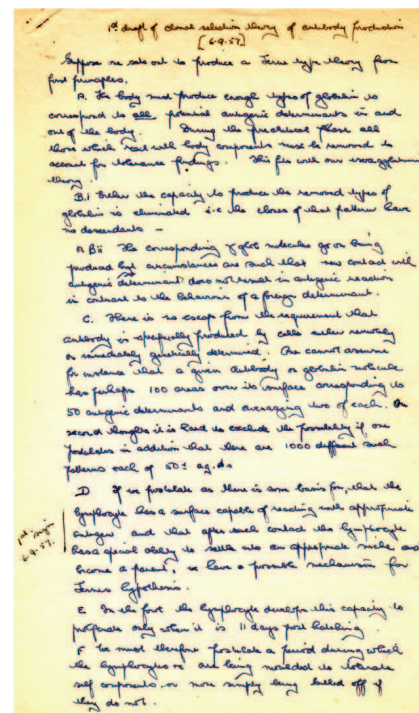 1st draft of clonal selection theory of antibody production
[6.9.57]
Suppose we sets out to produce a Jerne type theory from
first principles.
A. The body must produce enough types of globulin to
correspond to all potential antigenic determinants in and
out of the body. During the prenatal phase all
those which react with body components must be removed to
account for tolerance findings. This fits with our
theory.
B.i Either the capacity to produce the removed types of
globulin is eliminated i.e the clones of that pattern have
no descendants –
or Bii The corresponding γ glob molecules go on being
produced but circumstances are such that new contact with
antigenic determinant does not result in antigenic reaction
in contrast to the behaviour of a foreign determinant.
C. There is no escape from the requirement that
antibody is specifically produced by cells either remotely
or immediately genetically determined. One cannot assume
for instance that a given antibody or globulin molecule
has perhaps 100 areas over its surface corresponding to
50 antigenic determinants and averaging two of each. On
second thoughts it is hard to exclude the possibility if one
postulates in addition that there are 1000 different such
patterns each of 50± ag.ds
D If we postulate as there is some basis for, that the
lymphocyte has a surface capable of reacting with appropriate
antigen and that after such contact the lymphocyte
has a special ability to settle into an appropriate niche and
become a parent, we have a possible mechanism for
Jernes hypothesis.
1st
6.9.57.
E In the fowl the lymphocyte develops this capacity to
proliferate only when it is 11 days post hatching.
F We must therefore postulate a period during which
the lymphocytes are being moulded to tolerate
self components or more simply being killed off if
they do not.